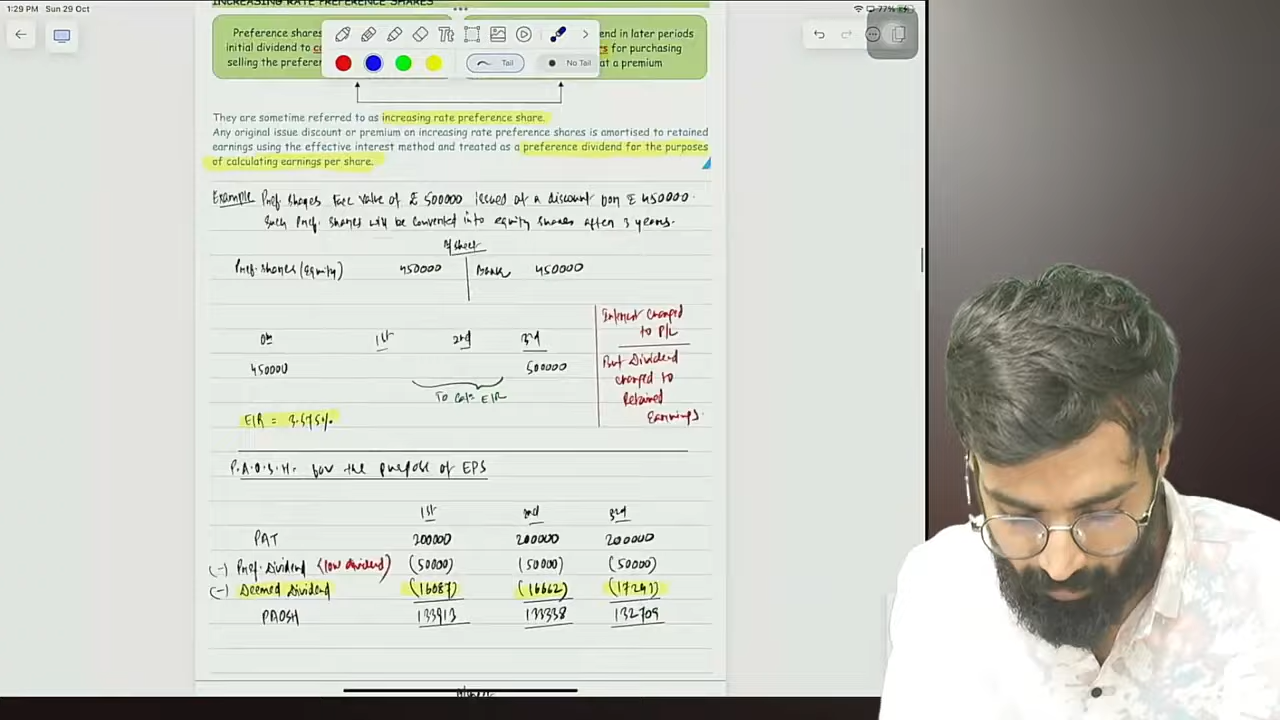 1:29 PM Sun 29 Oct
77%
INCREASING RATE PREFERENCE SHARES
Preference shares
initial dividend to
selling the prefere
end in later periods
for purchasing
at a premium
Tail
No Tail
They are sometime referred to as increasing rate preference share.
Any original issue discount or premium on increasing rate preference shares is amortised to retained
earnings using the effective interest method and treated as a preference dividend for the purposes
of calculating earnings per share.
Example Pref. shares face value of ₤ 500000 issued at a discount for ₤ 450000.
Such Pref. shares will be converted into equity shares after 3 years.
B/sheet
Pref. shares (Equity) 450000 Bank 450000
0th 1st 2nd 3rd
450000 500000
To calc EIR
EIR = 3.575%
Interest charged
to P/L
But Dividend
charged to
Retained
Earnings.
P.A.O.E.H. for the purpose of EPS
1st 2nd 3rd
PAT 200000 200000 200000
(-) Pref. Dividend (low dividend) (50000) (50000) (50000)
(-) Deemed Dividend (16087) (16662) (17291)
PAOSH 133913 133338 132709